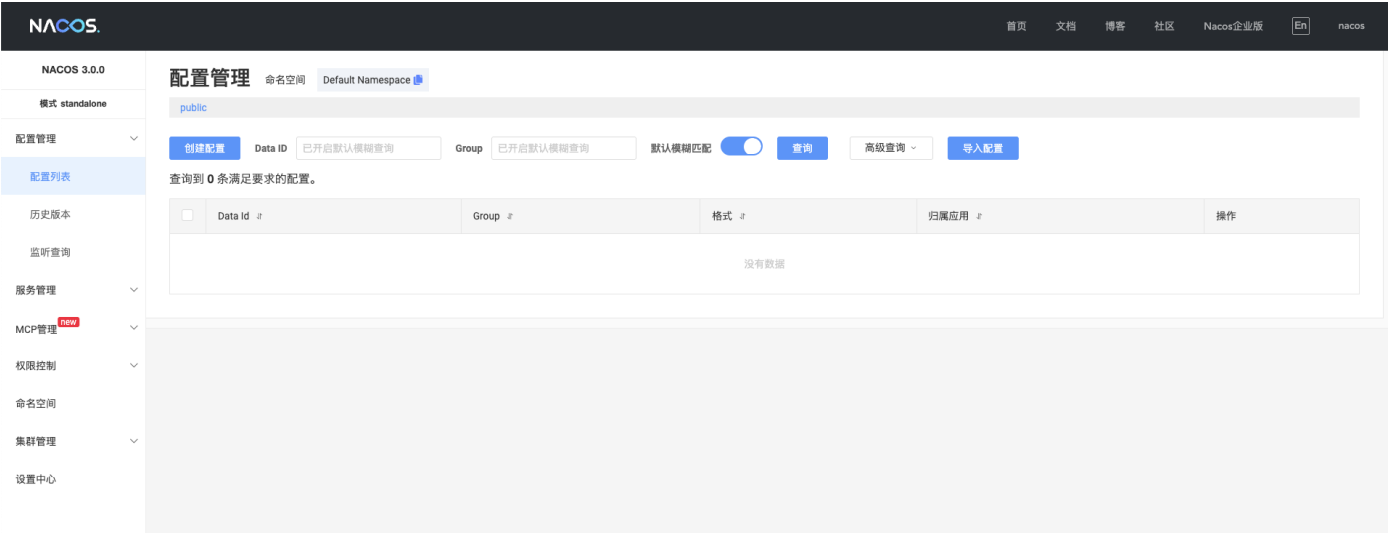 NACOS.
首页 文档 博客 社区 Nacos企业版 En nacos
NACOS 3.0.0
模式 standalone
配置管理
配置列表
历史版本
监听查询
服务管理
MCP管理 new
权限控制
命名空间
集群管理
设置中心
配置管理 命名空间 Default Namespace
public
创建配置 Data ID 已开启默认模糊查询 Group 已开启默认模糊查询 默认模糊匹配 查询 高级查询 导入配置
查询到 0 条满足要求的配置。
Data Id Group 格式 归属应用 操作
没有数据